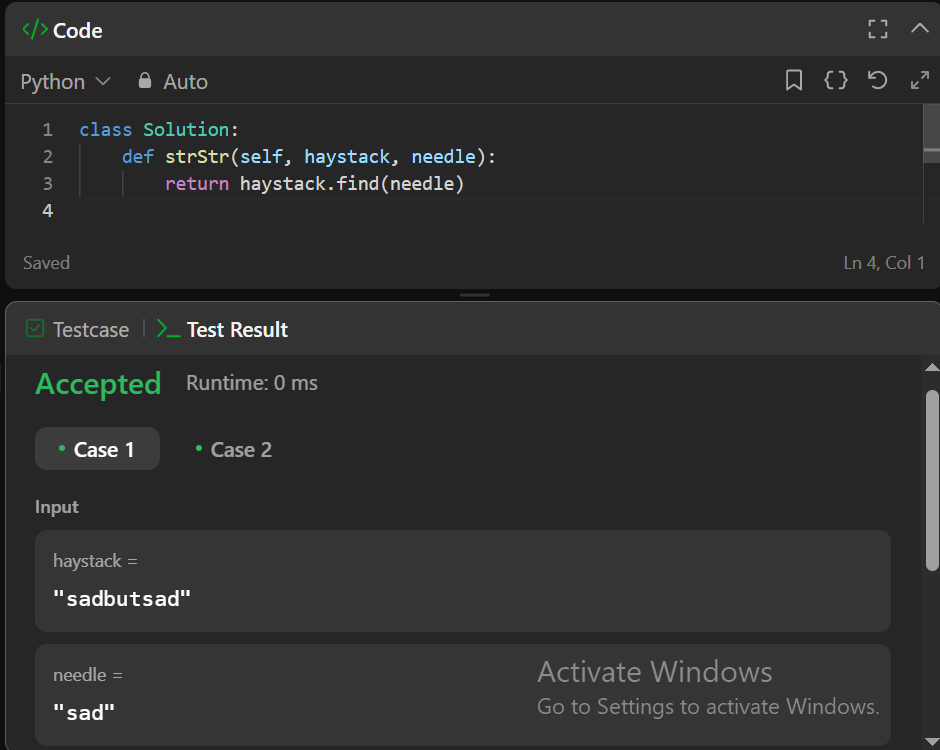 </> Code
Python Auto {}
1 class Solution:
2     def strStr(self, haystack, needle):
3         return haystack.find(needle)
4
Saved Ln 4, Col 1
Testcase | >_ Test Result
Accepted Runtime: 0 ms
• Case 1 • Case 2
Input
haystack =
"sadbutsad"
needle =
"sad"
Activate Windows
Go to Settings to activate Windows.